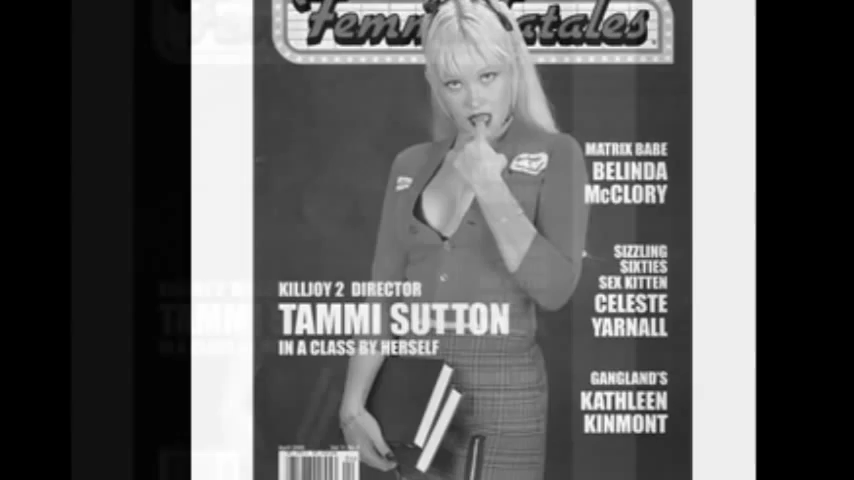 Femme Fatales
MATRIX BABE
BELINDA
McCLORY
SIZZLING
SIXTIES
SEX KITTEN
CELESTE
YARNALL
KILLJOY 2 DIRECTOR
TAMMI SUTTON
IN A CLASS BY HERSELF
GANGLAND'S
KATHLEEN
KINMONT